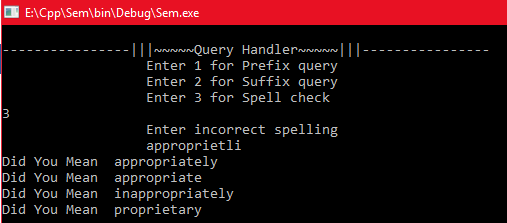 E:\Cpp\Sem\bin\Debug\Sem.exe
----------------|||~~~~~Query Handler~~~~~|||----------------
Enter 1 for Prefix query
Enter 2 for Suffix query
Enter 3 for Spell check
3
Enter incorrect spelling
approprietli
Did You Mean  appropriately
Did You Mean  appropriate
Did You Mean  inappropriately
Did You Mean  proprietary